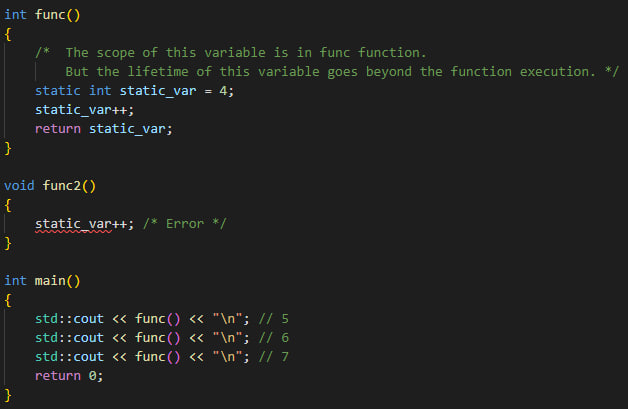 int func()
{
    /*  The scope of this variable is in func function.
        But the lifetime of this variable goes beyond the function execution. */
    static int static_var = 4;
    static_var++;
    return static_var;
}

void func2()
{
    static_var++; /* Error */
}

int main()
{
    std::cout << func() << "\n"; // 5
    std::cout << func() << "\n"; // 6
    std::cout << func() << "\n"; // 7
    return 0;
}